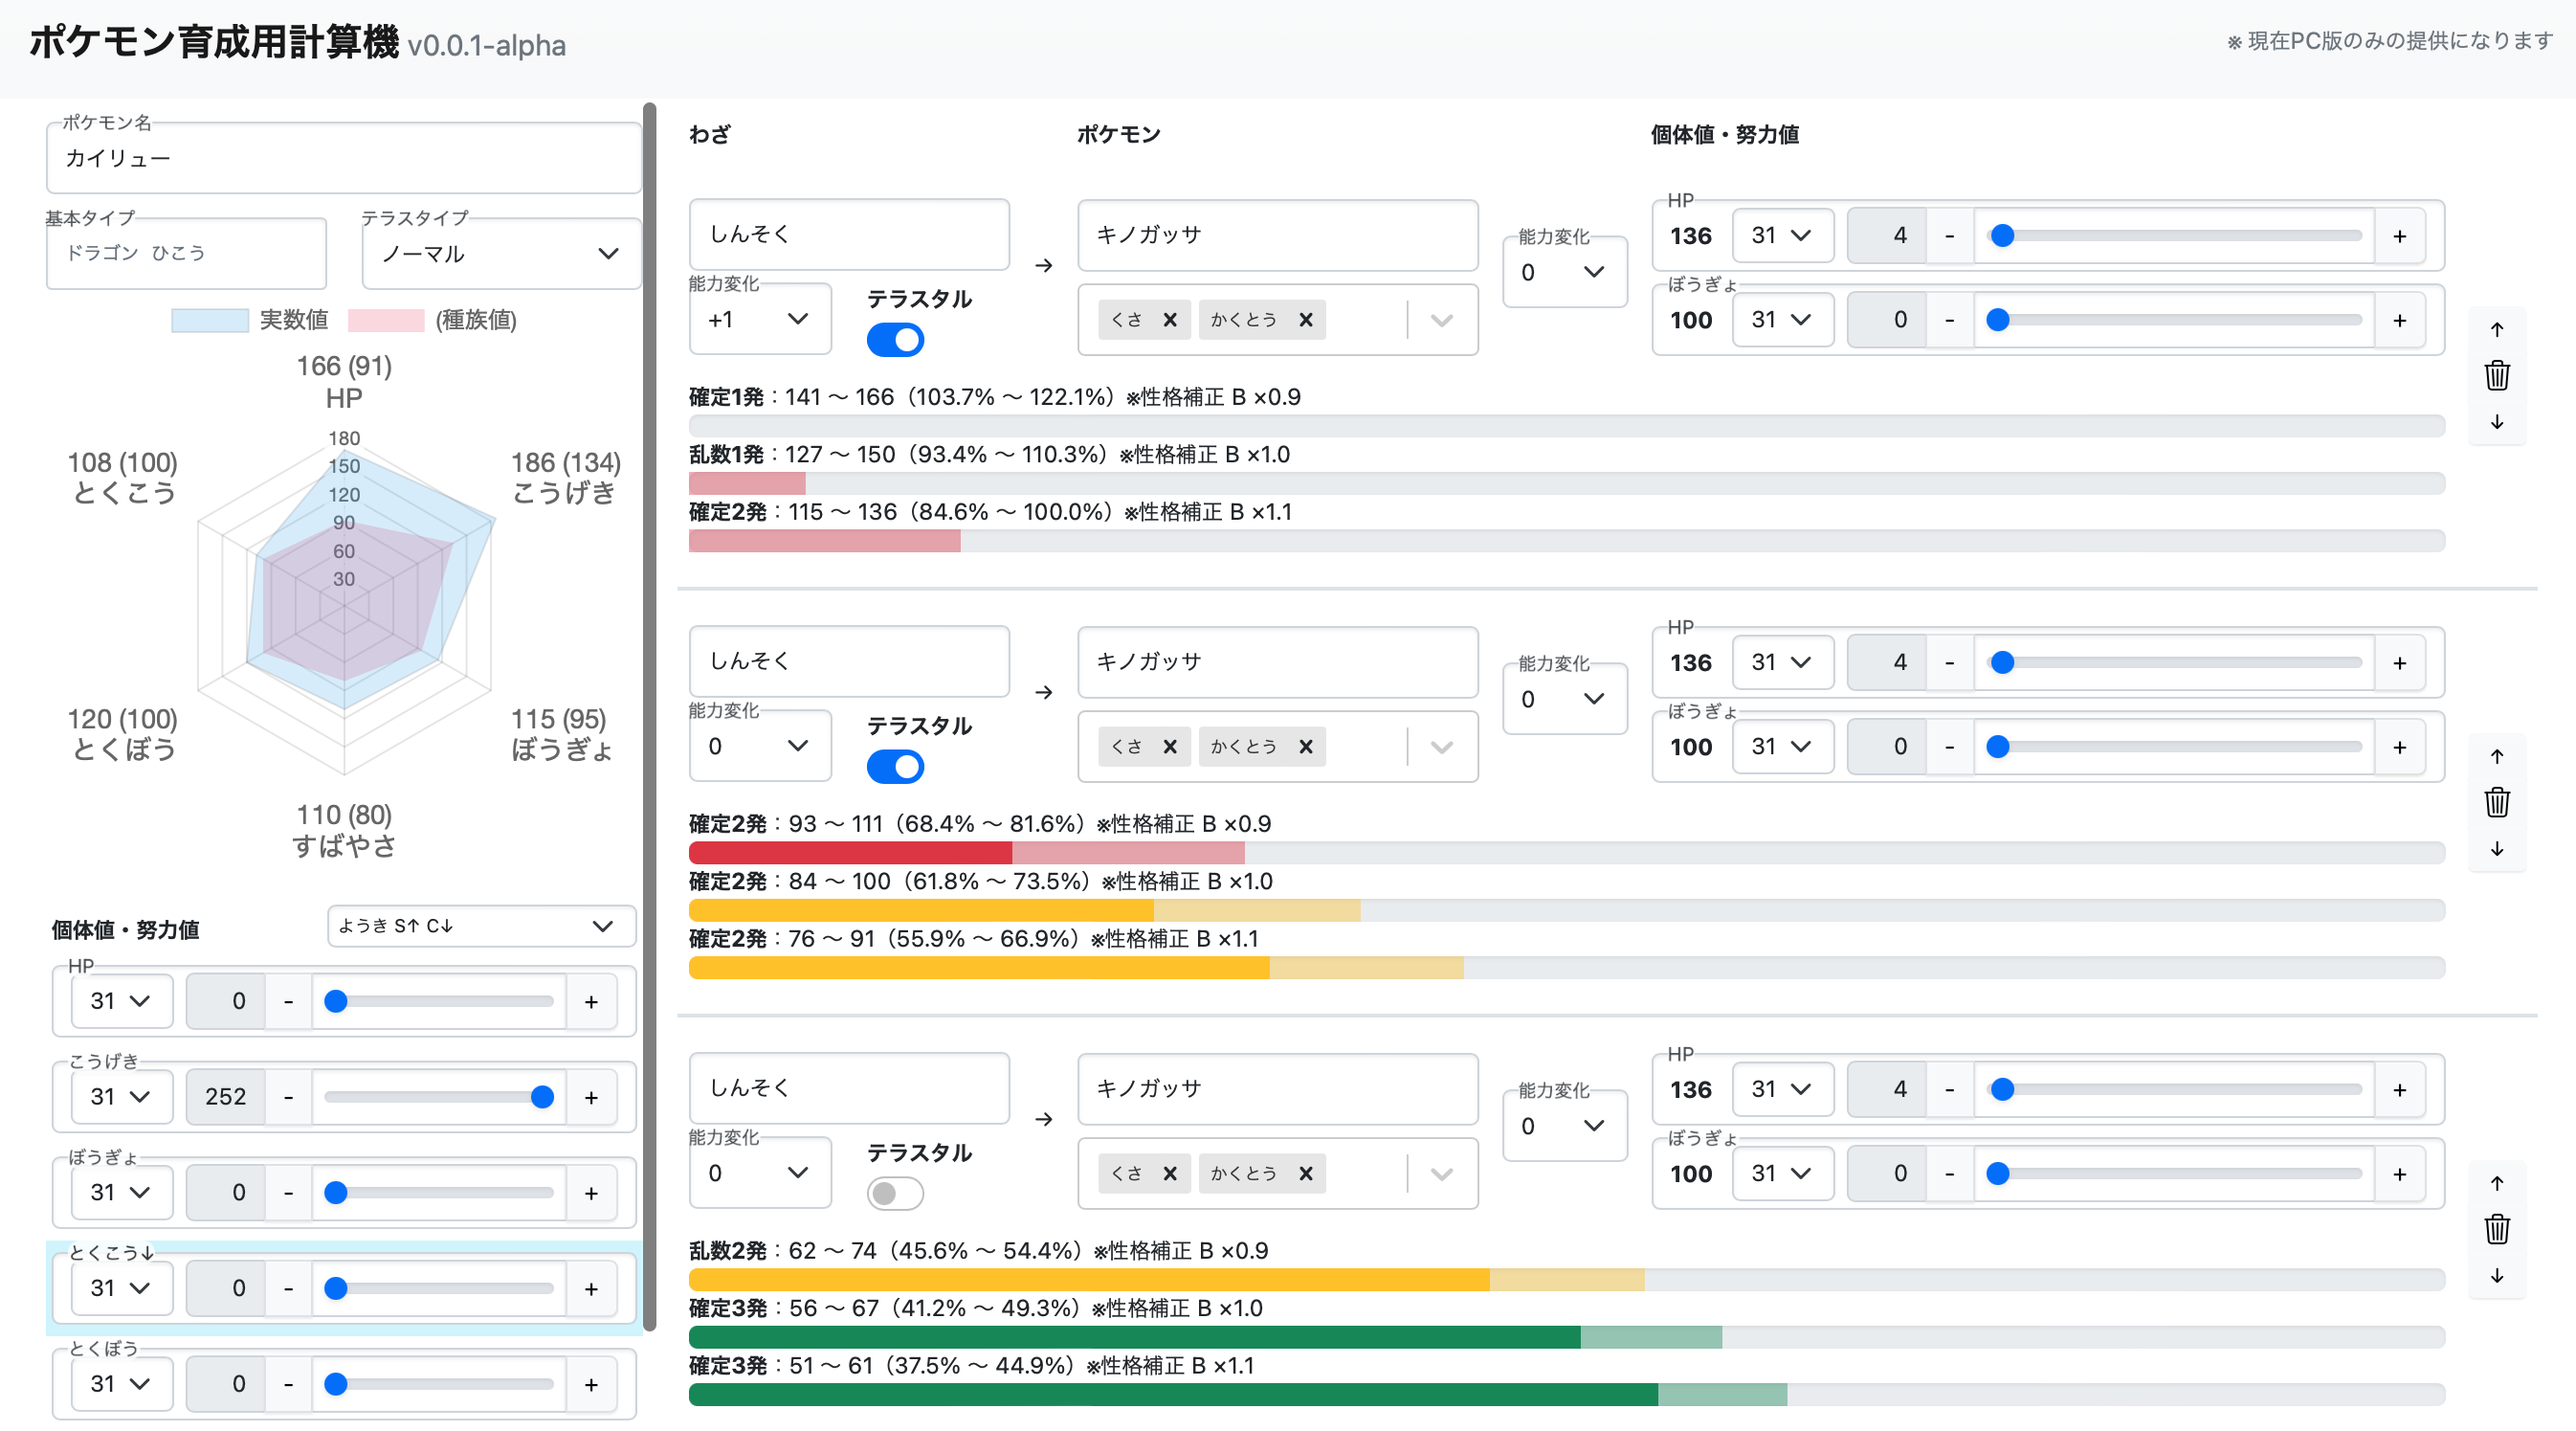 ポケモン育成用計算機 v0.0.1-alpha
※ 現在PC版のみの提供になります
ポケモン名
カイリュー
基本タイプ
ドラゴン ひこう
テラスタイプ
ノーマル
実数値 (種族値)
166 (91)
HP
186 (134)
こうげき
115 (95)
ぼうぎょ
110 (80)
すばやさ
120 (100)
とくぼう
108 (100)
とくこう
180
150
120
90
60
30
個体値・努力値
ようき S↑ C↓
HP
31 0 - +
こうげき
31 252 - +
ぼうぎょ
31 0 - +
とくこう↓
31 0 - +
とくぼう
31 0 - +
わざ ポケモン 個体値・努力値
しんそく
能力変化
+1
テラスタル
→
キノガッサ
くさ × かくとう ×
能力変化
0
HP
136 31 4 - +
ぼうぎょ
100 31 0 - +
↑
↓
確定1発：141 〜 166（103.7% 〜 122.1%）※性格補正 B ×0.9
乱数1発：127 〜 150（93.4% 〜 110.3%）※性格補正 B ×1.0
確定2発：115 〜 136（84.6% 〜 100.0%）※性格補正 B ×1.1
しんそく
能力変化
0
テラスタル
→
キノガッサ
くさ × かくとう ×
能力変化
0
HP
136 31 4 - +
ぼうぎょ
100 31 0 - +
↑
↓
確定2発：93 〜 111（68.4% 〜 81.6%）※性格補正 B ×0.9
確定2発：84 〜 100（61.8% 〜 73.5%）※性格補正 B ×1.0
確定2発：76 〜 91（55.9% 〜 66.9%）※性格補正 B ×1.1
しんそく
能力変化
0
テラスタル
→
キノガッサ
くさ × かくとう ×
能力変化
0
HP
136 31 4 - +
ぼうぎょ
100 31 0 - +
↑
↓
乱数2発：62 〜 74（45.6% 〜 54.4%）※性格補正 B ×0.9
確定3発：56 〜 67（41.2% 〜 49.3%）※性格補正 B ×1.0
確定3発：51 〜 61（37.5% 〜 44.9%）※性格補正 B ×1.1